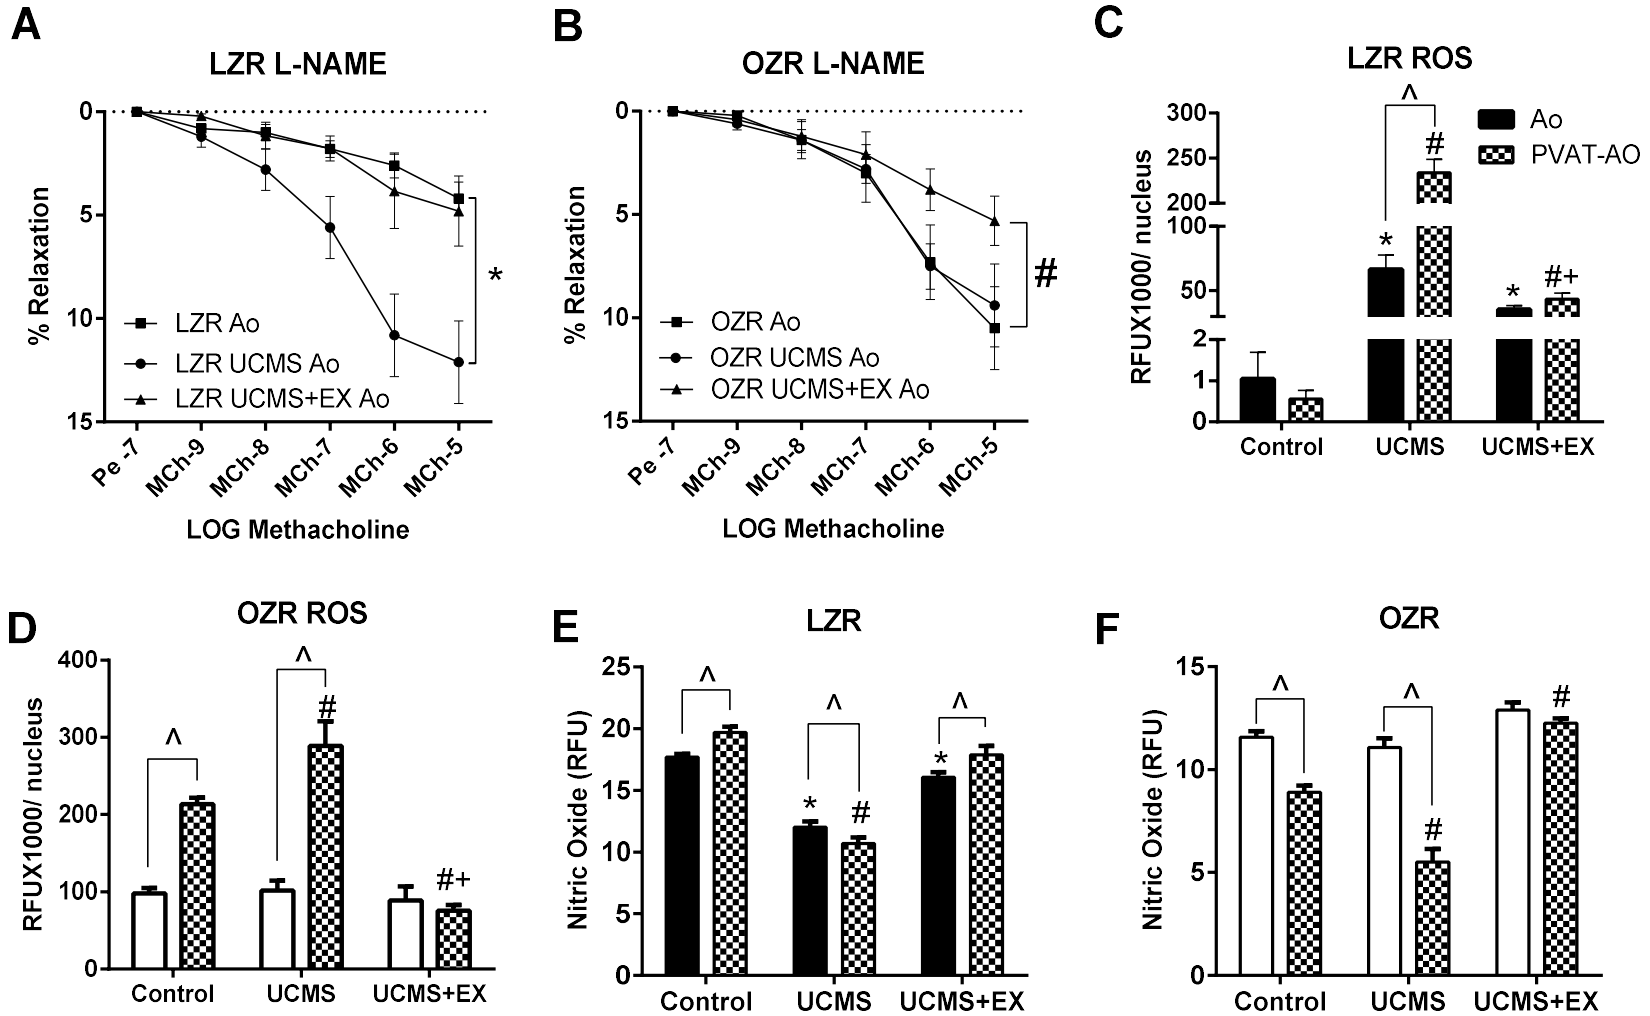 A
LZR L-NAME
0
5
10
15
% Relaxation
LZR Ao
LZR UCMS Ao
LZR UCMS+EX Ao
*
Pe -7
MCh-9
MCh-8
MCh-7
MCh-6
MCh-5
LOG Methacholine
B
OZR L-NAME
0
5
10
15
% Relaxation
OZR Ao
OZR UCMS Ao
OZR UCMS+EX Ao
#
Pe -7
MCh-9
MCh-8
MCh-7
MCh-6
MCh-5
LOG Methacholine
C
LZR ROS
300
250
200
100
50
2
1
0
RFUX1000/ nucleus
^
#
*
*
#+
Ao
PVAT-AO
Control
UCMS
UCMS+EX
D
OZR ROS
400
300
200
100
0
RFUX1000/ nucleus
^
^
#
#+
Control
UCMS
UCMS+EX
E
LZR
25
20
15
10
5
0
Nitric Oxide (RFU)
^
^
^
*
#
*
Control
UCMS
UCMS+EX
F
OZR
15
10
5
0
Nitric Oxide (RFU)
^
^
#
#
Control
UCMS
UCMS+EX